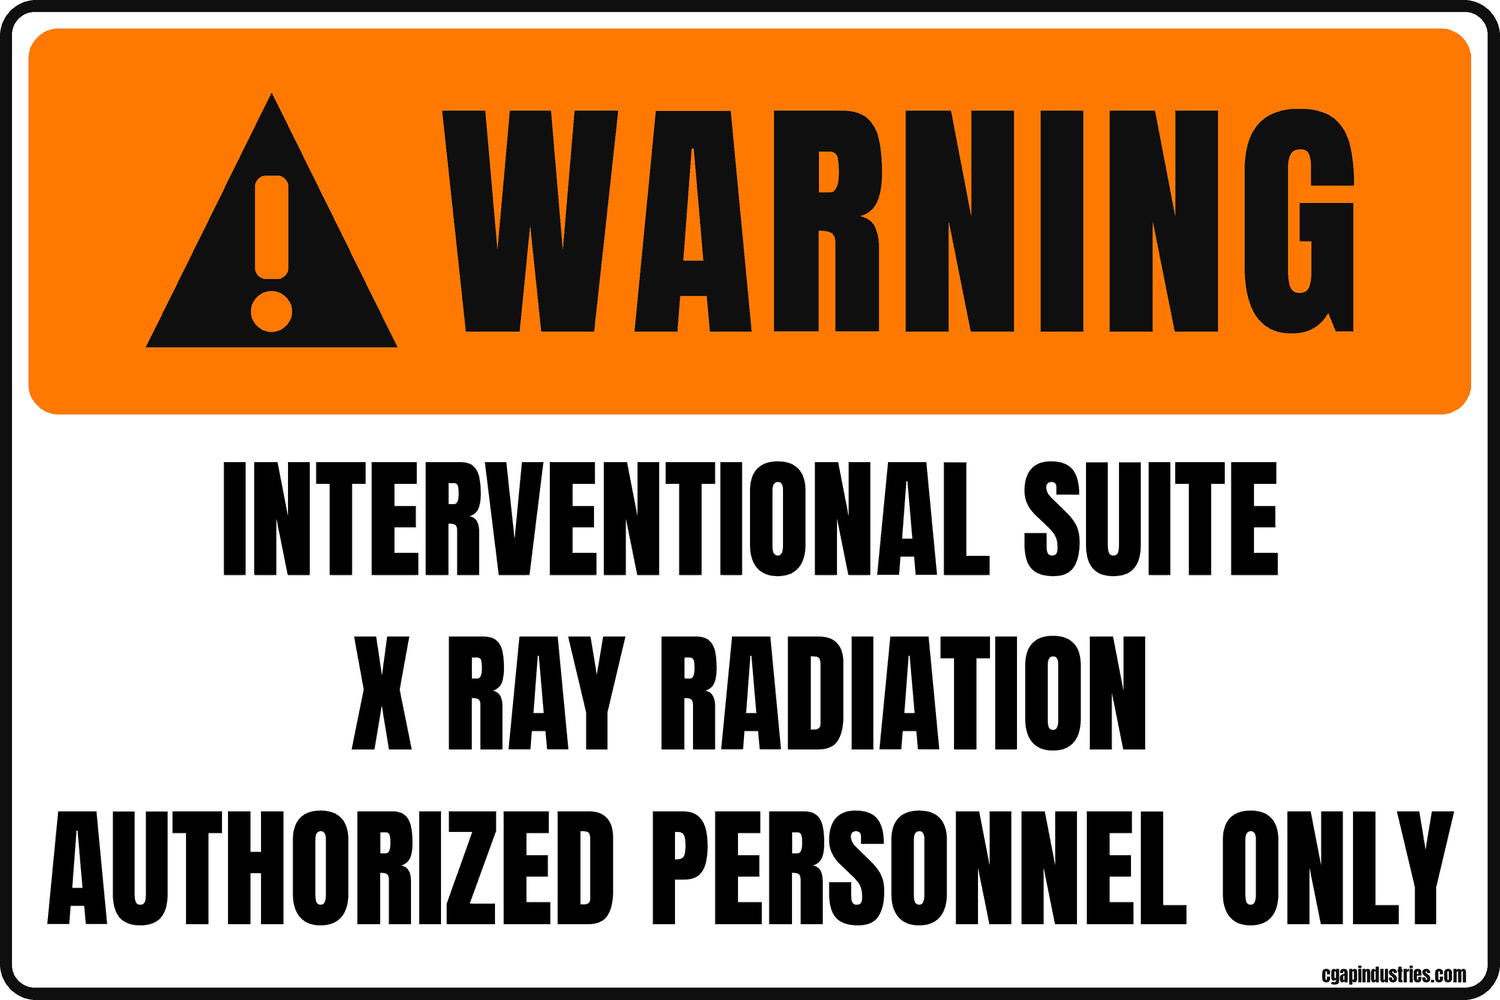 WARNING
INTERVENTIONAL SUITE
X RAY RADIATION
AUTHORIZED PERSONNEL ONLY
cgapindustries.com